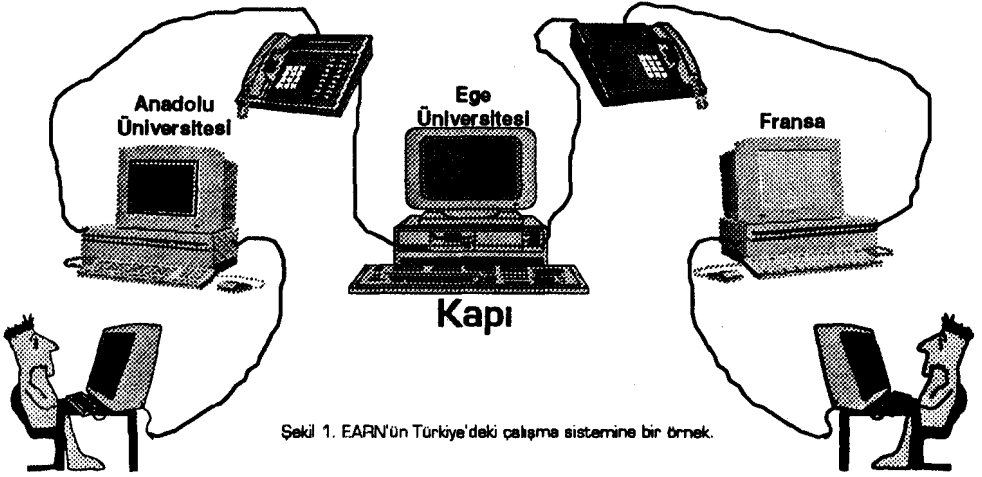 Anadolu
Üniversitesi
Ege
Üniversitesi
Fransa
Kapı
Şekil 1. EARN'ün Türkiye'deki çalışma sistemine bir örnek.